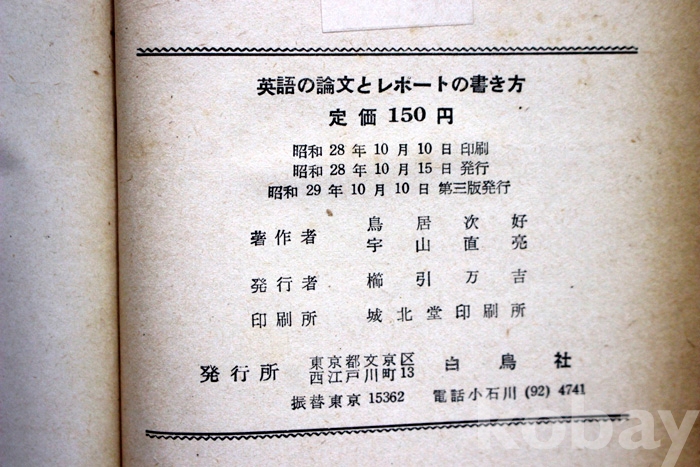 英語の論文とレポートの書き方
定価 150 円
昭和 28 年 10 月 10 日 印刷
昭和 28 年 10 月 15 日 発行
昭和 29 年 10 月 10 日 第三版発行
著作者 鳥居次好
宇山直亮
発行者 櫛引万吉
印刷所 城北堂印刷所
発行所 東京都文京区 白鳥社
西江戸川町13
振替東京 15362 電話小石川 (92) 4741
kobay